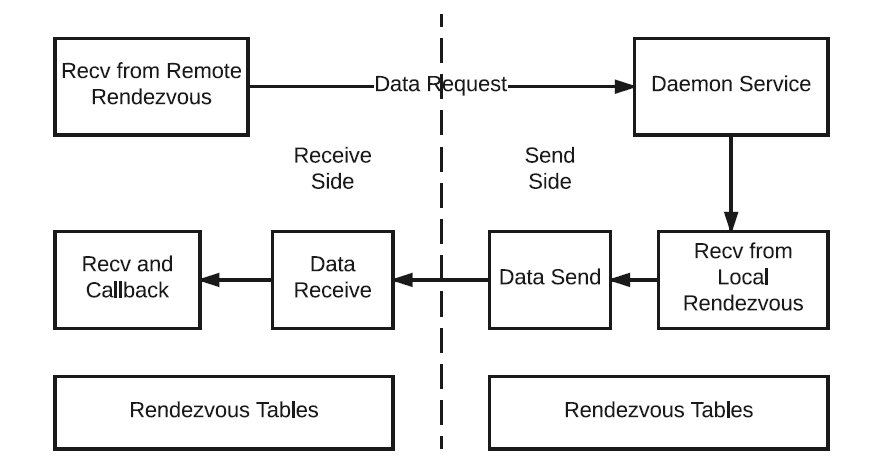 Recv from Remote
Rendezvous
Data Request
Daemon Service
Receive
Side
Send
Side
Recv and
Callback
Data
Receive
Data Send
Recv from
Local
Rendezvous
Rendezvous Tables
Rendezvous Tables